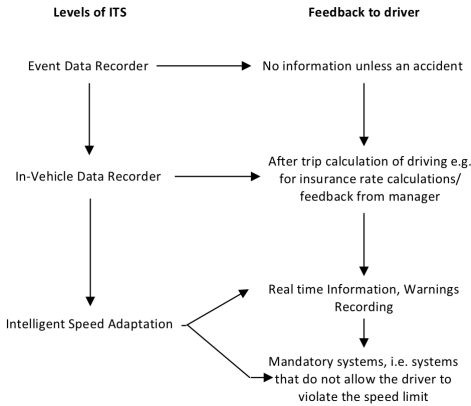 Levels of ITS
Feedback to driver
Event Data Recorder
No information unless an accident
In-Vehicle Data Recorder
After trip calculation of driving e.g.
for insurance rate calculations/
feedback from manager
Intelligent Speed Adaptation
Real time Information, Warnings
Recording
Mandatory systems, i.e. systems
that do not allow the driver to
violate the speed limit